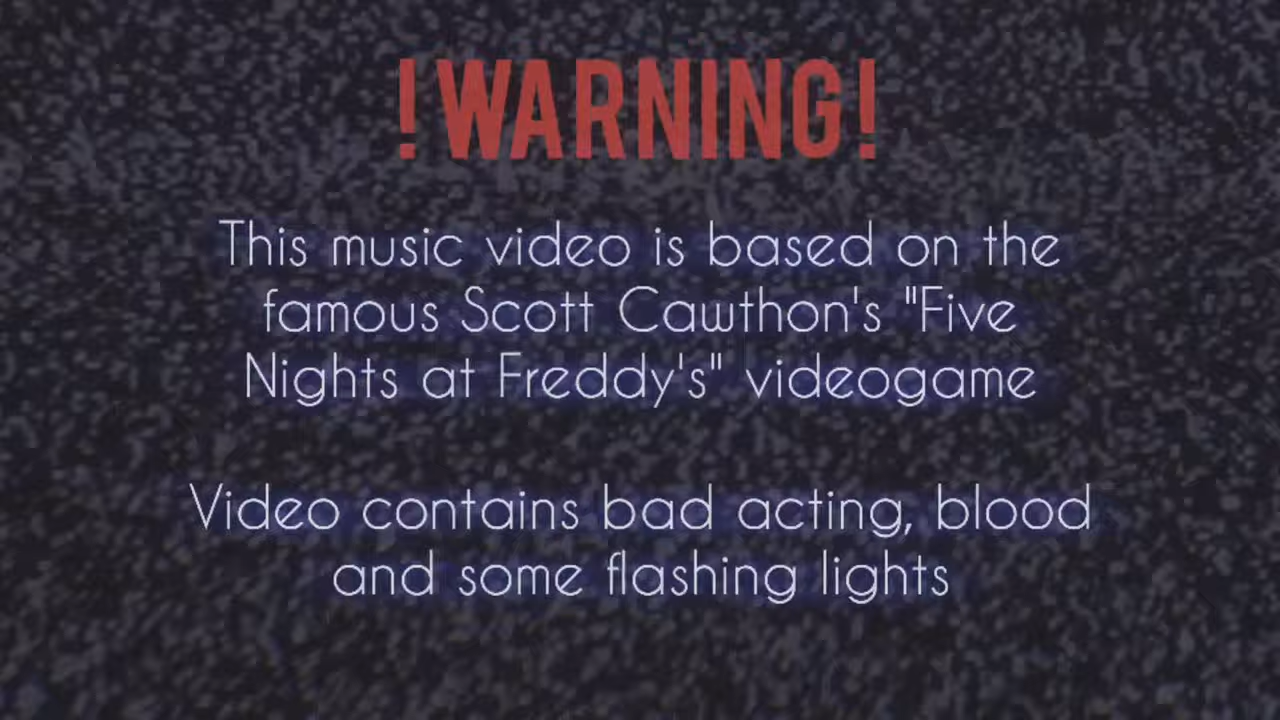 ! WARNING !
This music video is based on the
famous Scott Cawthon's "Five
Nights at Freddy's" videogame
Video contains bad acting, blood
and some flashing lights